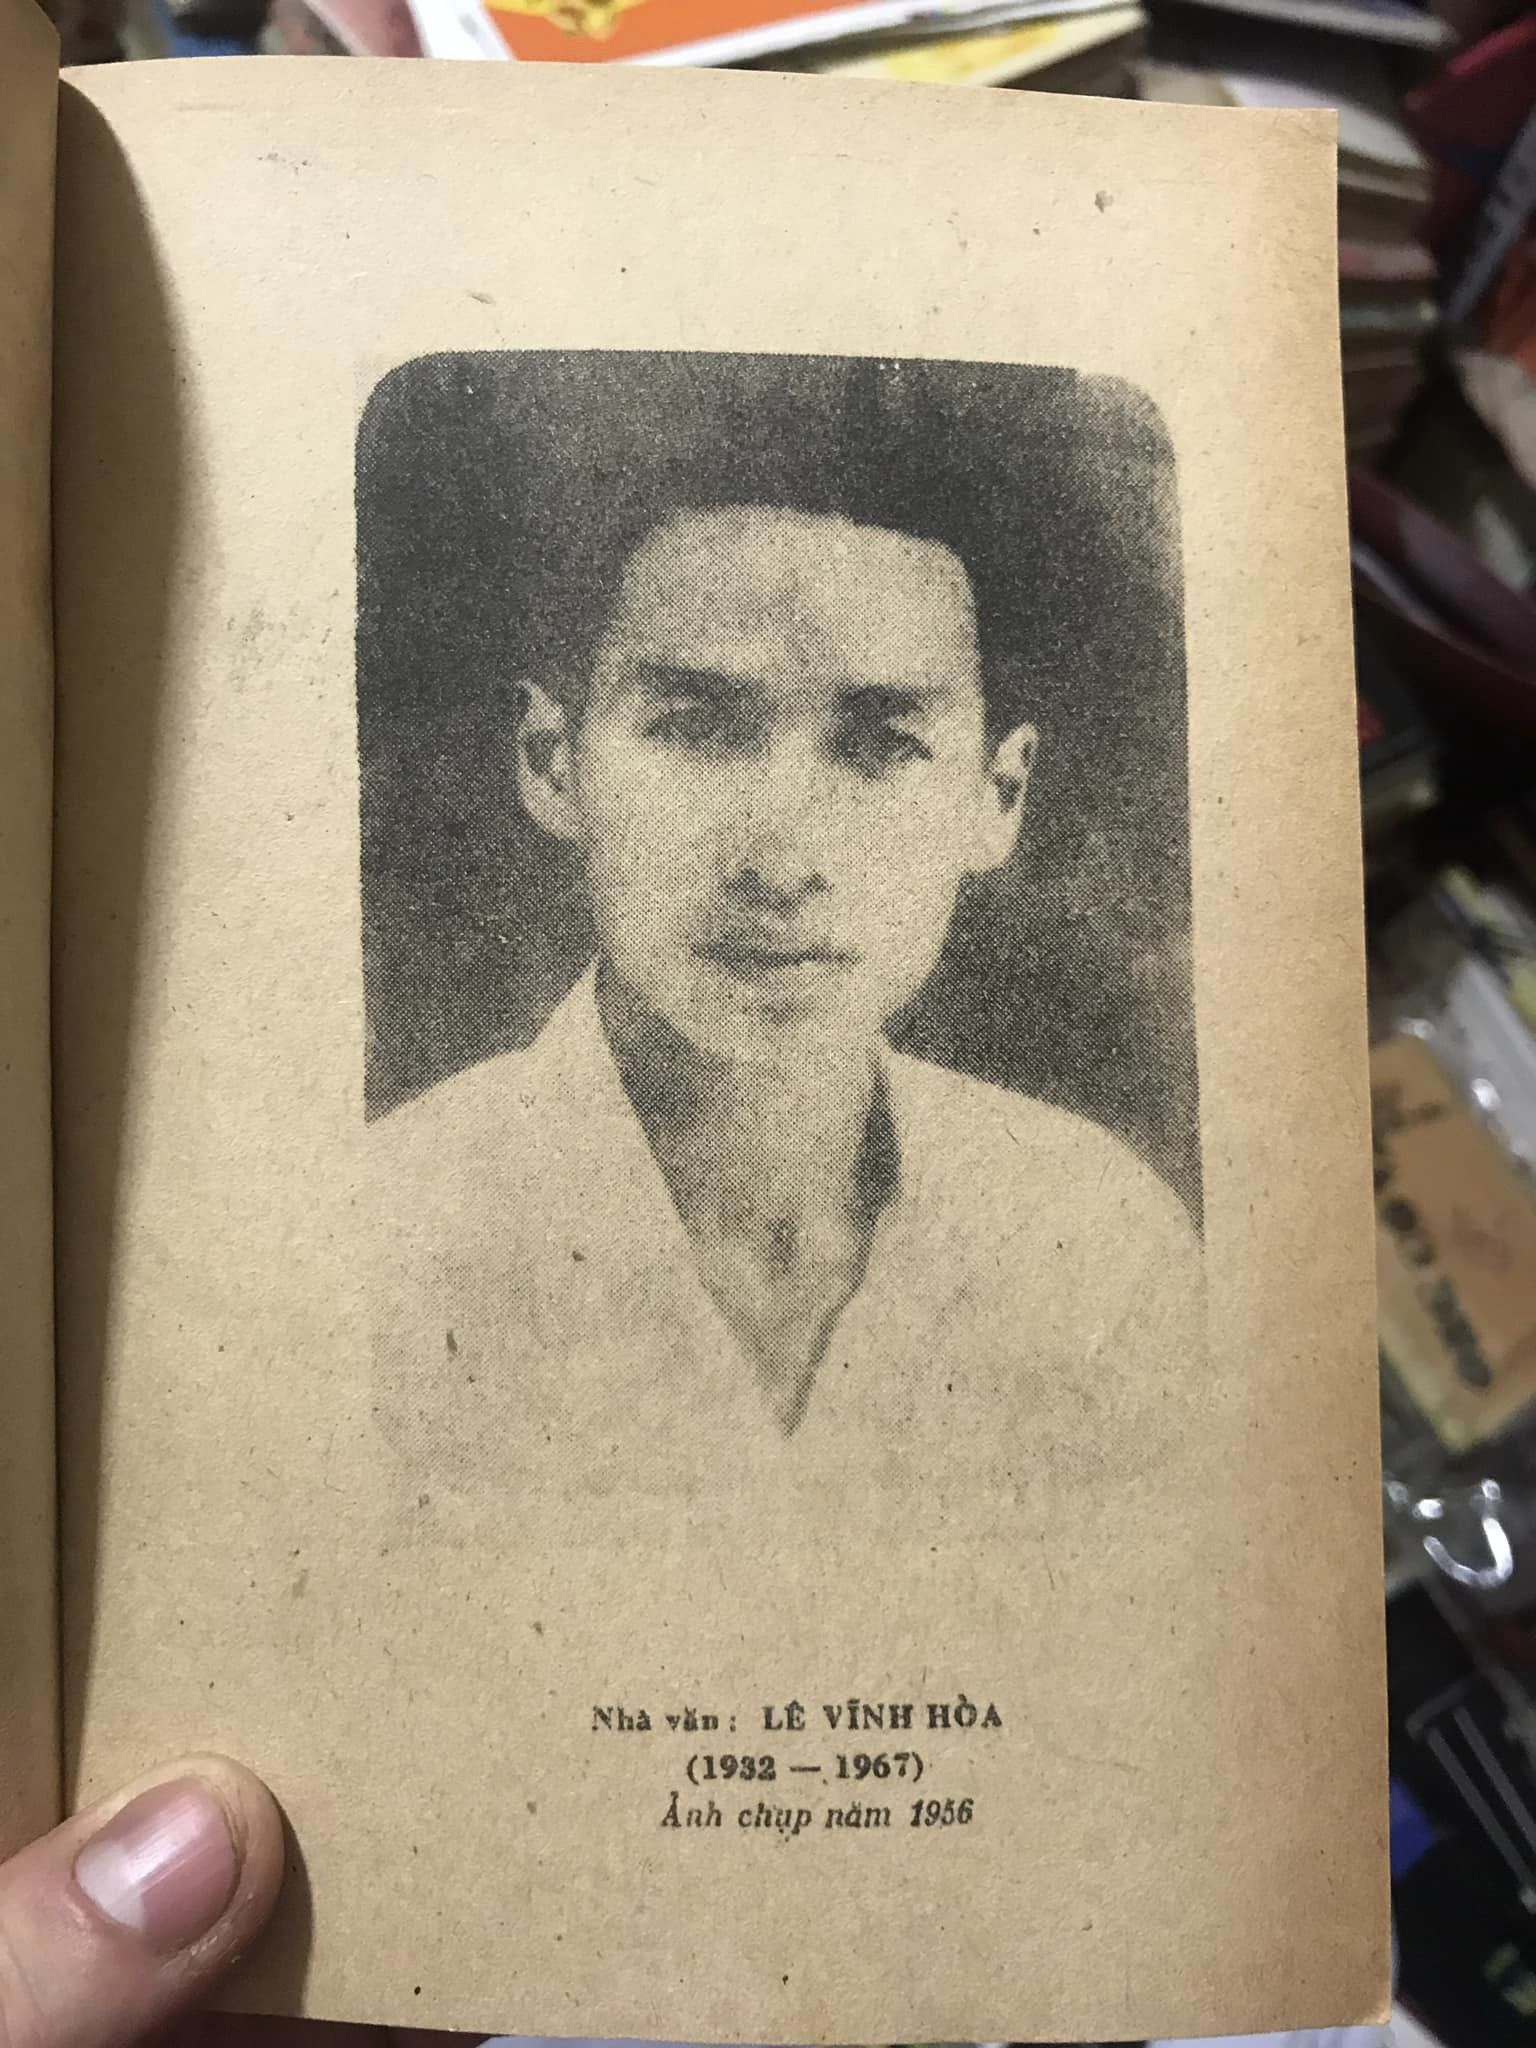 Nhà văn : LÊ VĨNH HÒA
(1932 — 1967)
Ảnh chụp năm 1956